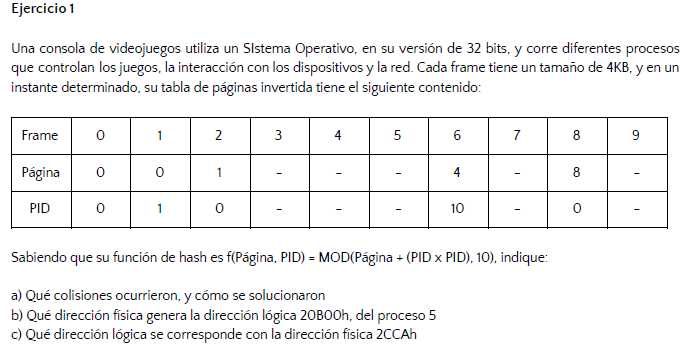 Ejercicio 1
Una consola de videojuegos utiliza un SIstema Operativo, en su versión de 32 bits, y corre diferentes procesos
que controlan los juegos, la interacción con los dispositivos y la red. Cada frame tiene un tamaño de 4KB, y en un
instante determinado, su tabla de páginas invertida tiene el siguiente contenido:
Frame 0 1 2 3 4 5 6 7 8 9
Página 0 0 1 - - - 4 - 8 -
PID 0 1 0 - - - 10 - 0 -
Sabiendo que su función de hash es f(Página, PID) = MOD(Página + (PID x PID), 10), indique:
a) Qué colisiones ocurrieron, y cómo se solucionaron
b) Qué dirección física genera la dirección lógica 20B00h, del proceso 5
c) Qué dirección lógica se corresponde con la dirección física 2CCAh